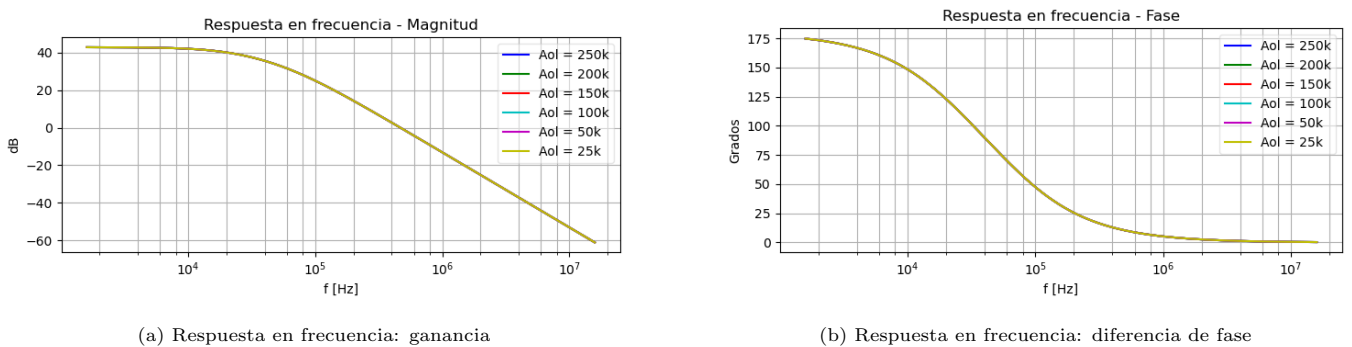 Respuesta en frecuencia - Magnitud
40
20
0
−20
−40
−60
dB
10^4
10^5
10^6
10^7
f [Hz]
Aol = 250k
Aol = 200k
Aol = 150k
Aol = 100k
Aol = 50k
Aol = 25k
(a) Respuesta en frecuencia: ganancia
Respuesta en frecuencia - Fase
175
150
125
100
75
50
25
0
Grados
10^4
10^5
10^6
10^7
f [Hz]
Aol = 250k
Aol = 200k
Aol = 150k
Aol = 100k
Aol = 50k
Aol = 25k
(b) Respuesta en frecuencia: diferencia de fase